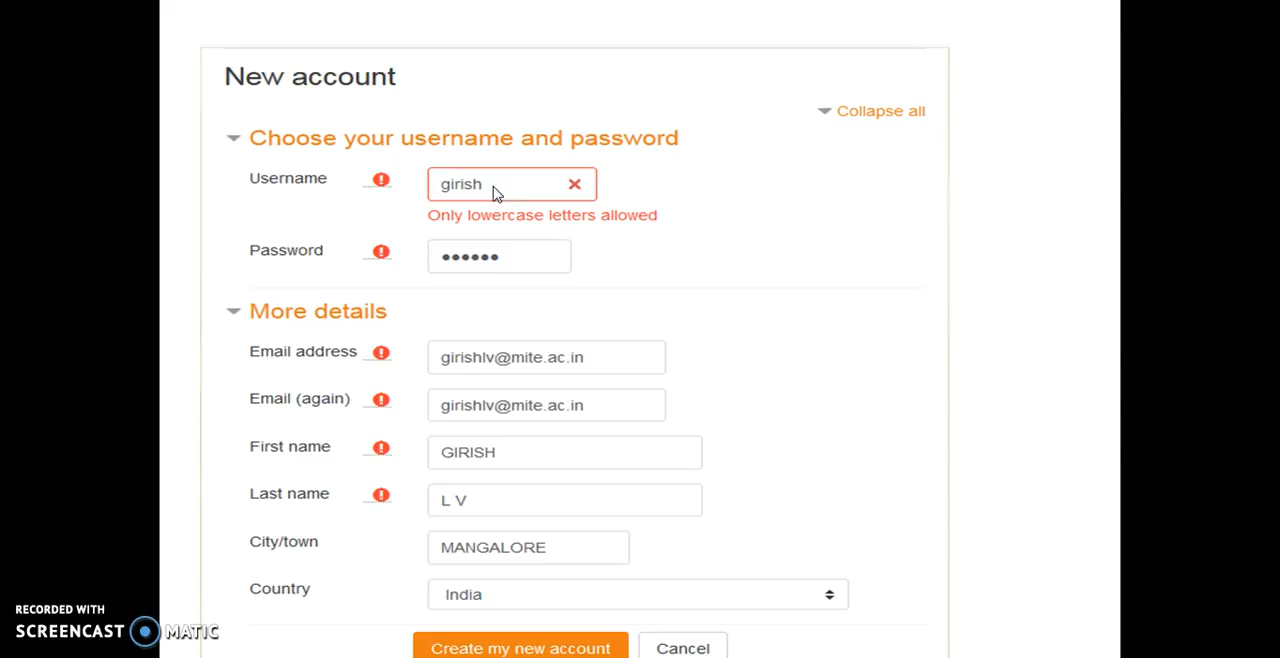 New account
Collapse all
Choose your username and password
Username
girish
Only lowercase letters allowed
Password
More details
Email address
girishlv@mite.ac.in
Email (again)
girishlv@mite.ac.in
First name
GIRISH
Last name
L V
City/town
MANGALORE
Country
India
Create my new account
Cancel
RECORDED WITH
SCREENCAST MATIC